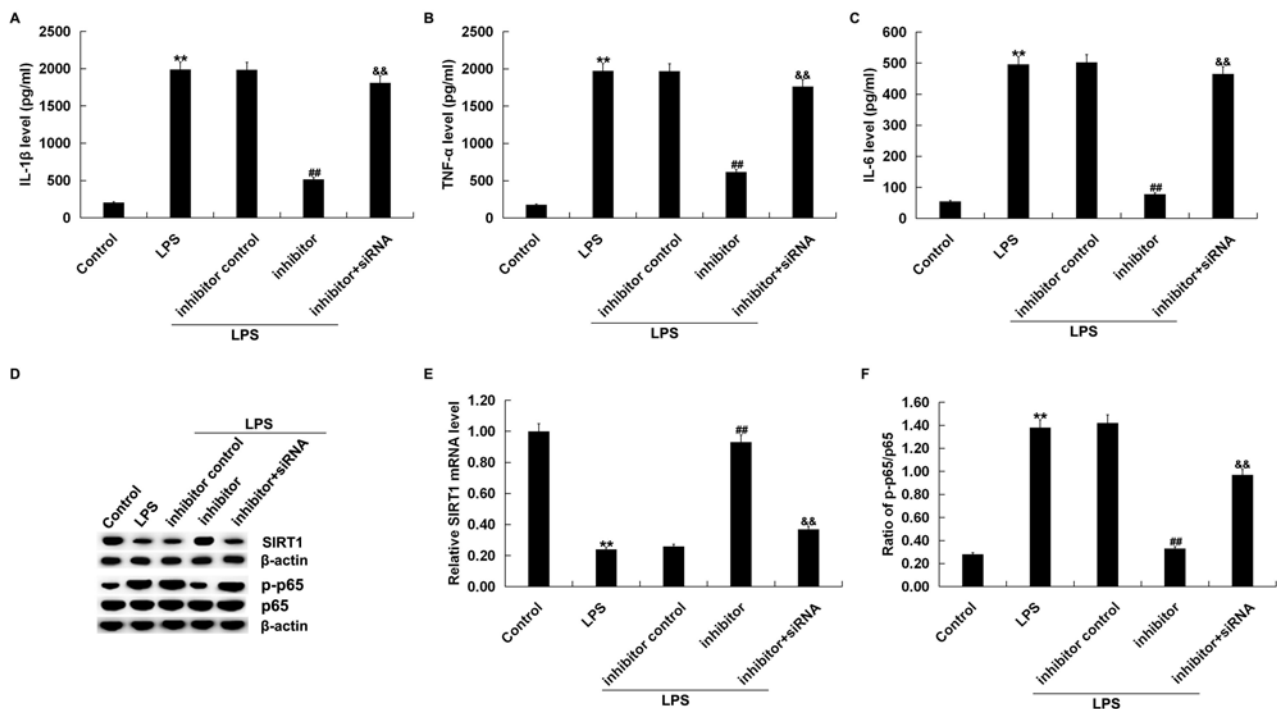 A
IL-1β level (pg/ml)
2500
2000
1500
1000
500
0
**
##
&&
Control
LPS
inhibitor control
inhibitor
inhibitor+siRNA
LPS
B
TNF-α level (pg/ml)
2500
2000
1500
1000
500
0
**
##
&&
Control
LPS
inhibitor control
inhibitor
inhibitor+siRNA
LPS
C
IL-6 level (pg/ml)
600
500
400
300
200
100
0
**
##
&&
Control
LPS
inhibitor control
inhibitor
inhibitor+siRNA
LPS
D
LPS
Control
LPS
inhibitor control
inhibitor
inhibitor+siRNA
SIRT1
β-actin
p-p65
p65
β-actin
E
Relative SIRT1 mRNA level
1.20
1.00
0.80
0.60
0.40
0.20
0.00
**
##
&&
Control
LPS
inhibitor control
inhibitor
inhibitor+siRNA
LPS
F
Ratio of p-p65/p65
1.60
1.40
1.20
1.00
0.80
0.60
0.40
0.20
0.00
**
##
&&
Control
LPS
inhibitor control
inhibitor
inhibitor+siRNA
LPS